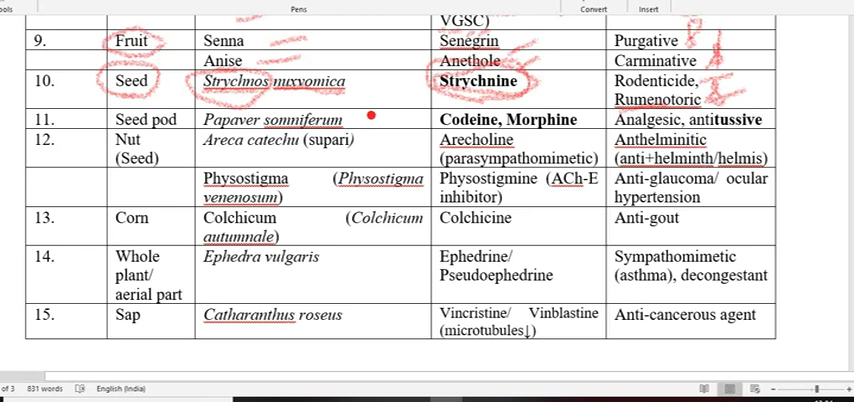 Pens Convert Insert
VGSC)
9. Fruit Senna Senegrin Purgative
Anise Anethole Carminative
10. Seed Strychnos nuxvomica Strychnine Rodenticide,
Rumenotoric
11. Seed pod Papaver somniferum Codeine, Morphine Analgesic, antitussive
12. Nut Areca catechu (supari) Arecholine Anthelminitic
(Seed) (parasympathomimetic) (anti+helminth/helmis)
Physostigma (Physostigma Physostigmine (ACh-E Anti-glaucoma/ ocular
venenosum) inhibitor) hypertension
13. Corn Colchicum (Colchicum Colchicine Anti-gout
autumnale)
14. Whole Ephedra vulgaris Ephedrine/ Sympathomimetic
plant/ Pseudoephedrine (asthma), decongestant
aerial part
15. Sap Catharanthus roseus Vincristine/ Vinblastine Anti-cancerous agent
(microtubules↓)
of 3 831 words English (India)